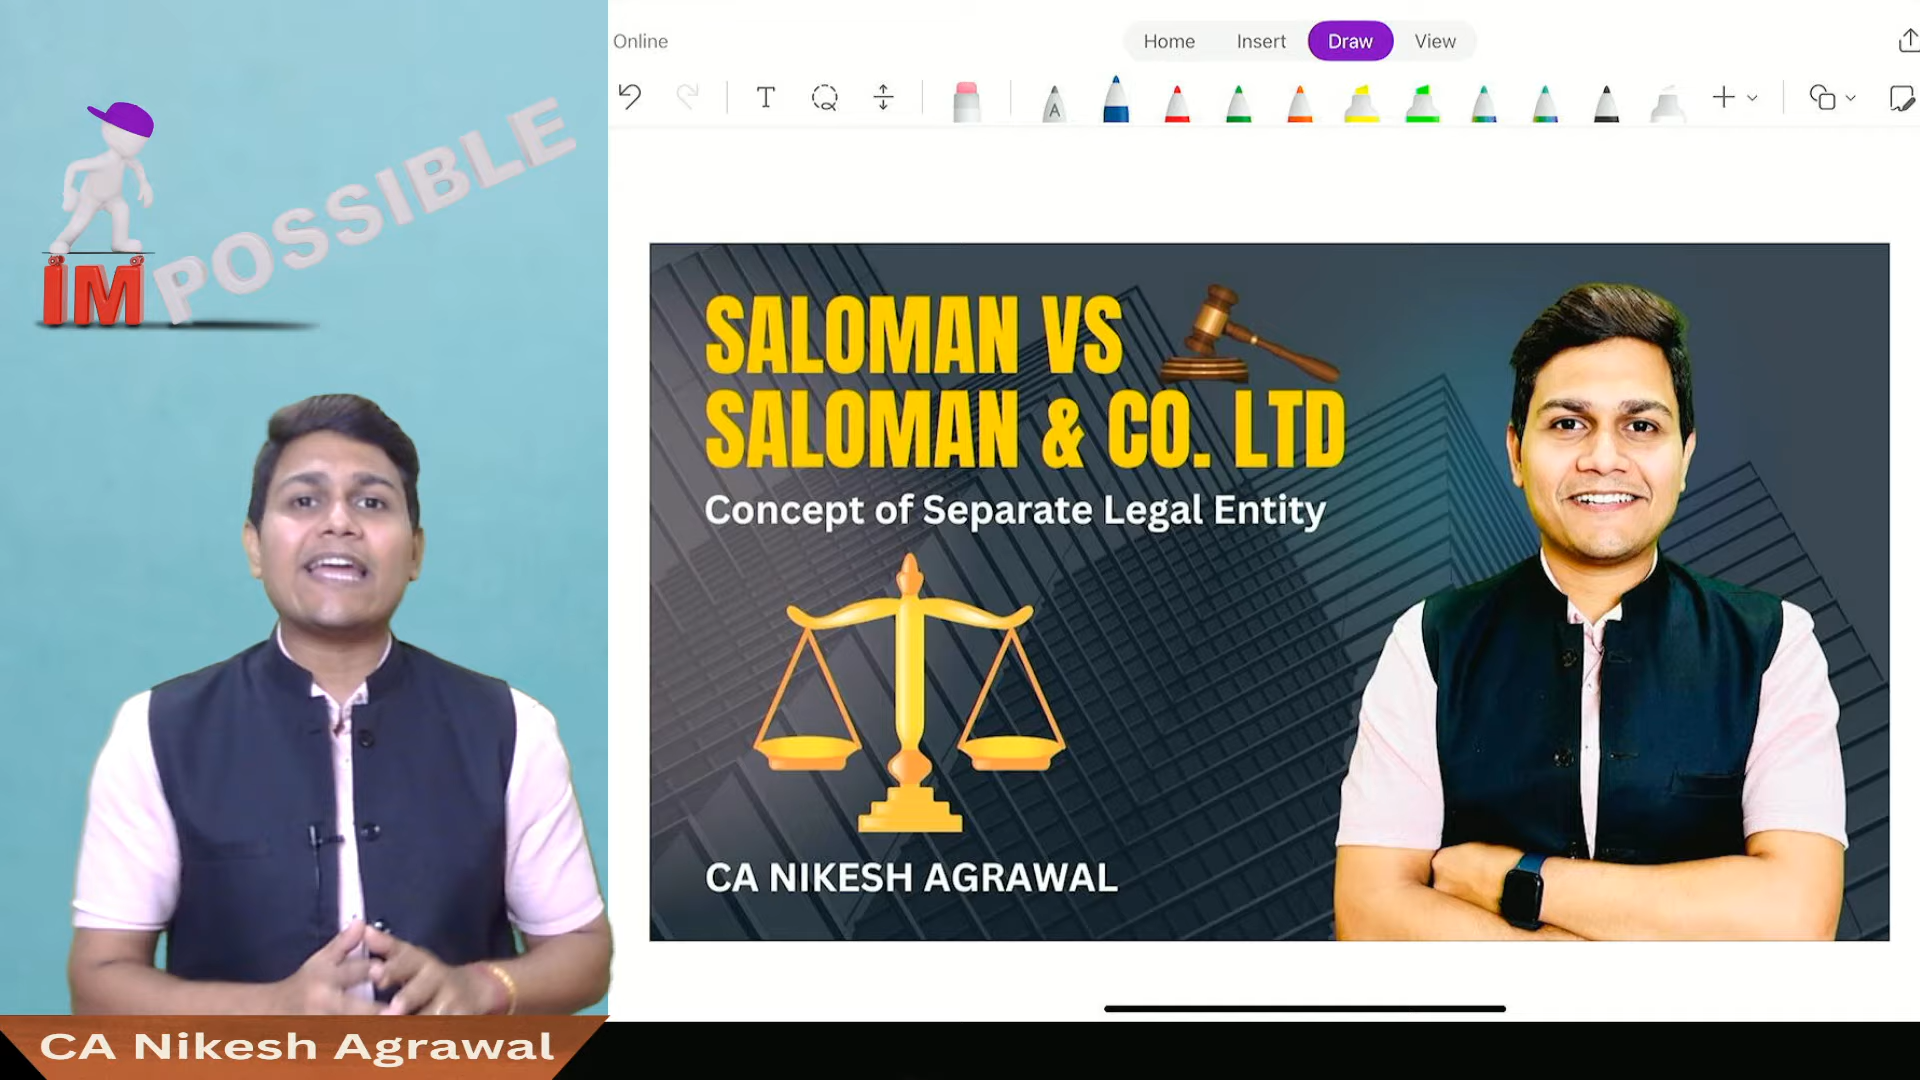 IMPOSSIBLE
CA Nikesh Agrawal
Online
Home Insert Draw View
T
A
SALOMAN VS
SALOMAN & CO. LTD
Concept of Separate Legal Entity
CA NIKESH AGRAWAL